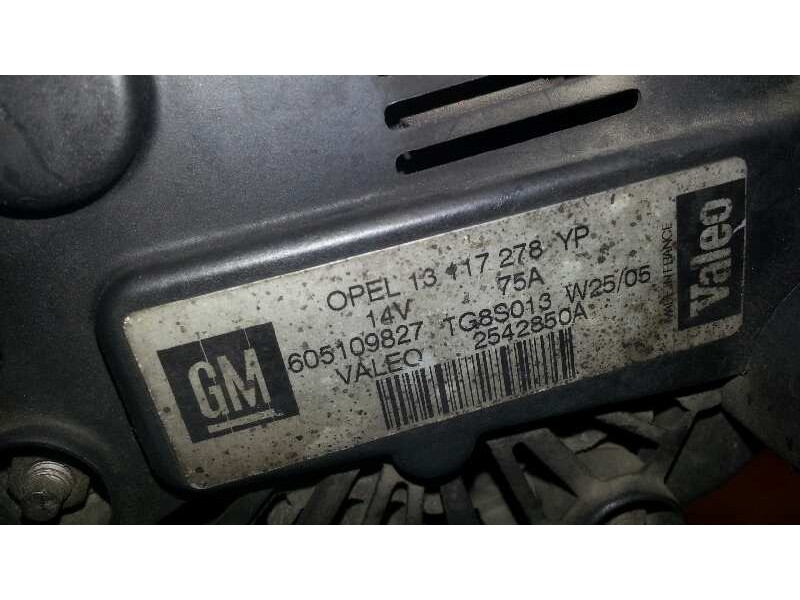 OPEL 13 117 278 YP
14V 75A
605109827 TG8S013 W25/05
VALEO 2542850A
GM
MADE IN FRANCE
Valeo